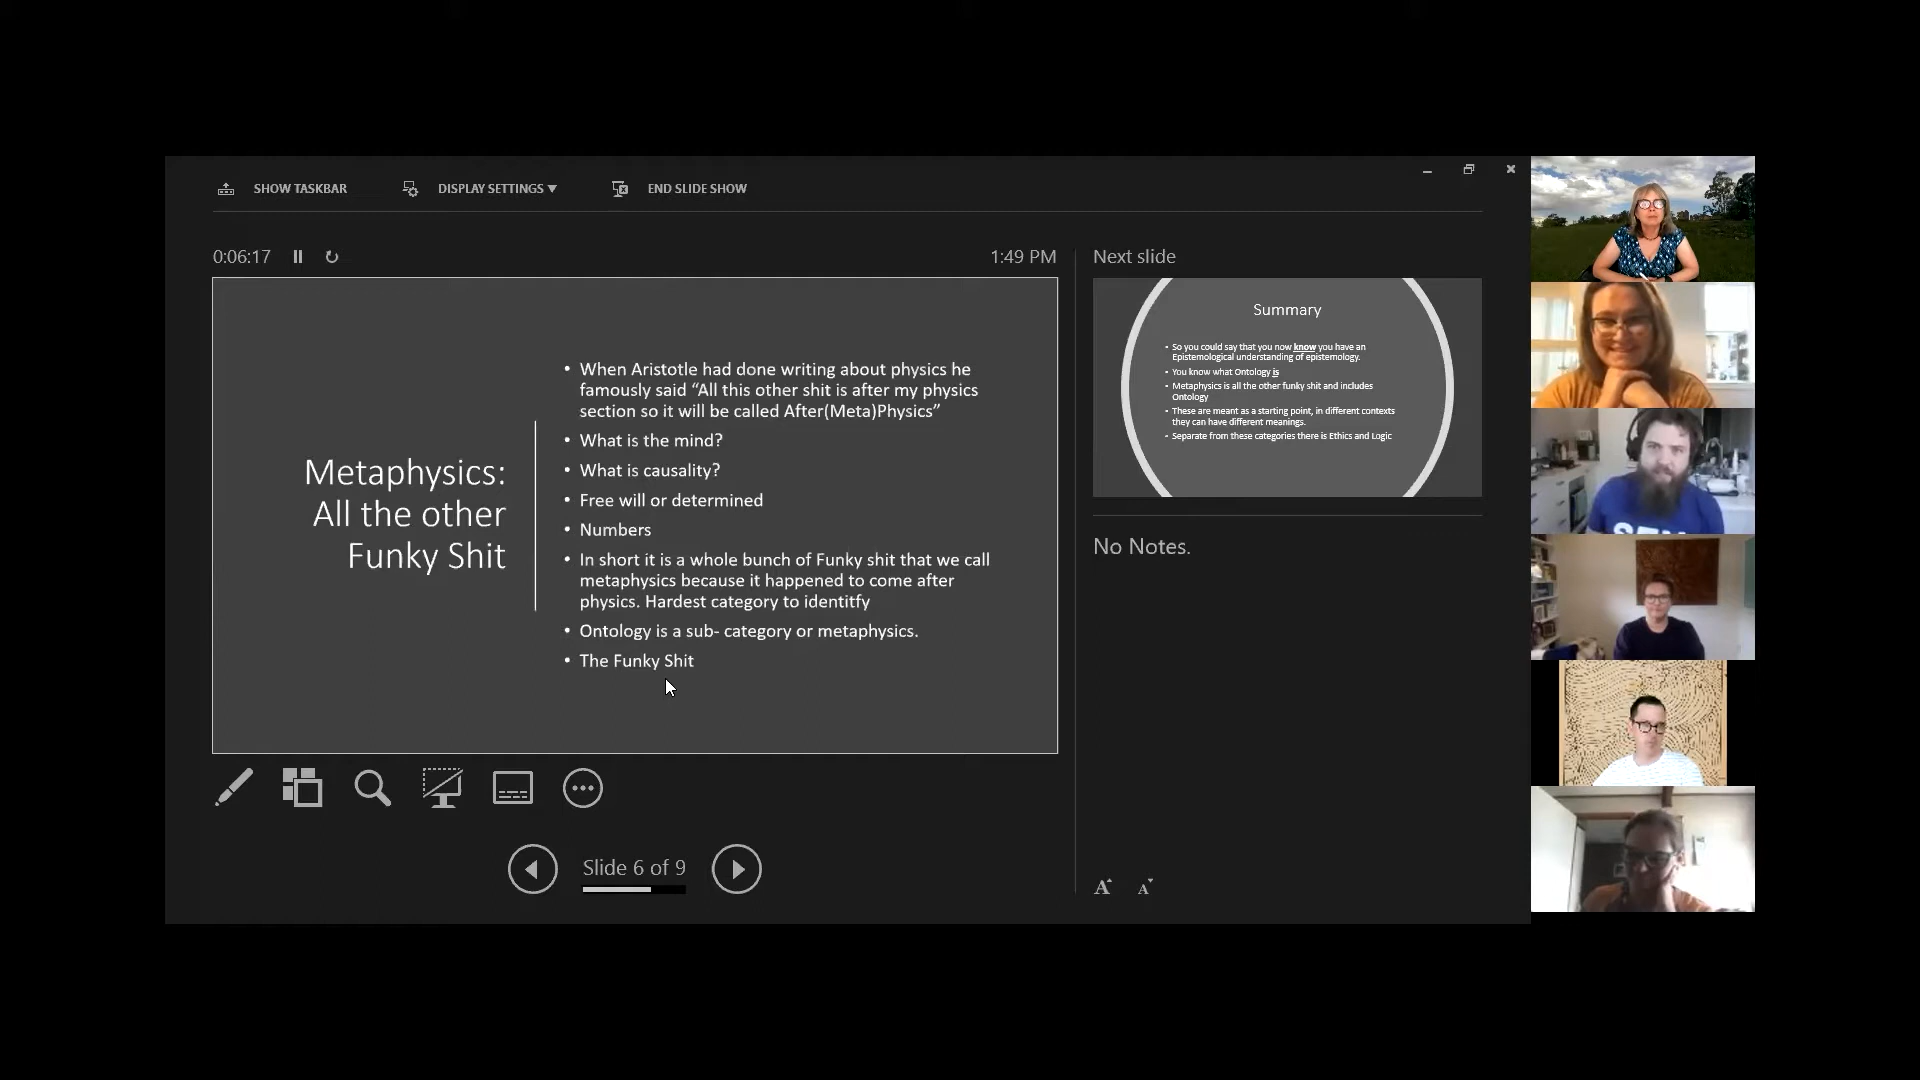 SHOW TASKBAR
DISPLAY SETTINGS ▼
END SLIDE SHOW
0:06:17
1:49 PM
Metaphysics:
All the other
Funky Shit
• When Aristotle had done writing about physics he
famously said “All this other shit is after my physics
section so it will be called After(Meta)Physics”
• What is the mind?
• What is causality?
• Free will or determined
• Numbers
• In short it is a whole bunch of Funky shit that we call
metaphysics because it happened to come after
physics. Hardest category to identitfy
• Ontology is a sub- category or metaphysics.
• The Funky Shit
Slide 6 of 9
Next slide
Summary
• So you could say that you now know you have an
Epistemological understanding of epistemology.
• You know what Ontology is
• Metaphysics is all the other funky shit and includes
Ontology
• These are meant as a starting point, in different contexts
they can have different meanings.
• Separate from these categories there is Ethics and Logic
No Notes.
A
A